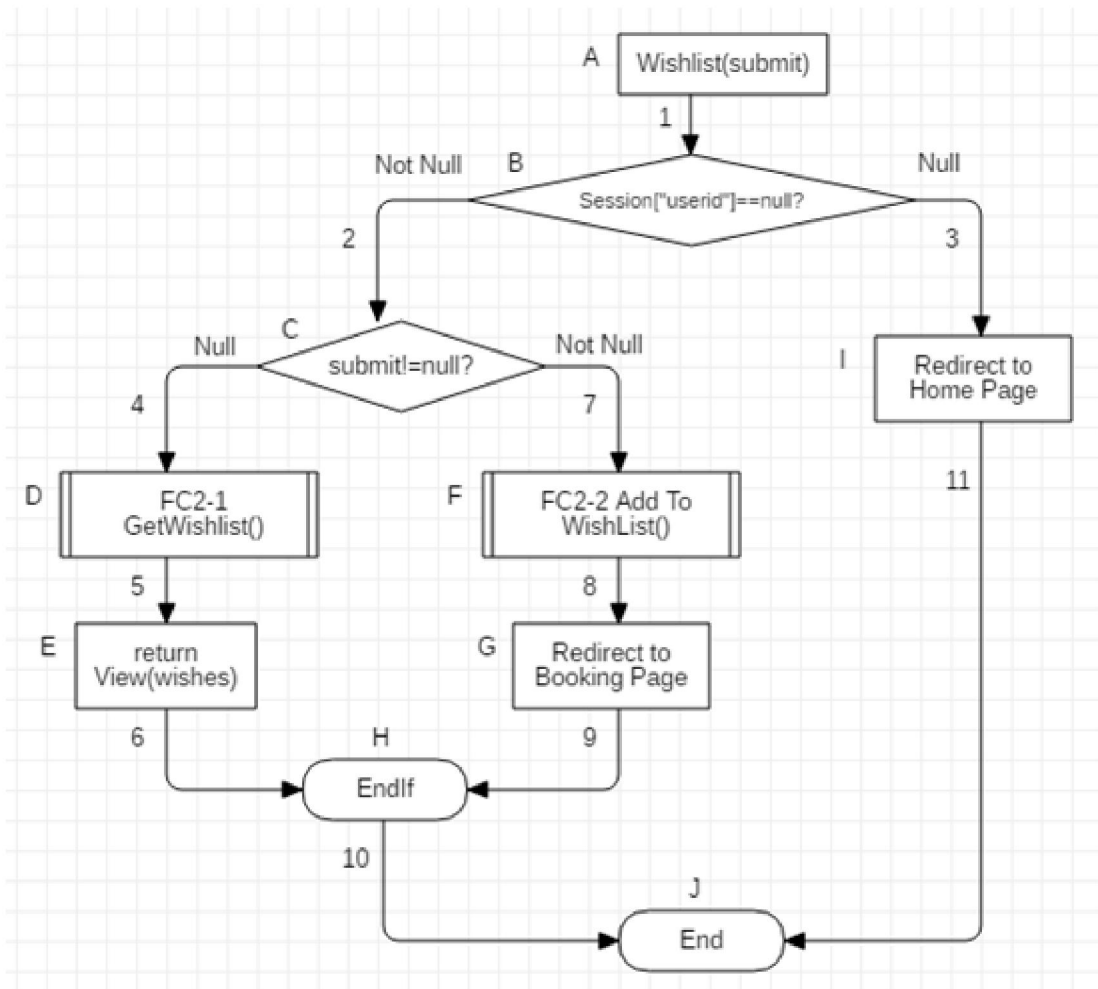 A
Wishlist(submit)
1
Not Null
B
Null
Session["userid"]==null?
2
3
C
Null
submit!=null?
Not Null
I
Redirect to
Home Page
4
7
11
D
FC2-1
GetWishlist()
F
FC2-2 Add To
WishList()
5
8
E
return
View(wishes)
G
Redirect to
Booking Page
6
H
9
EndIf
10
J
End